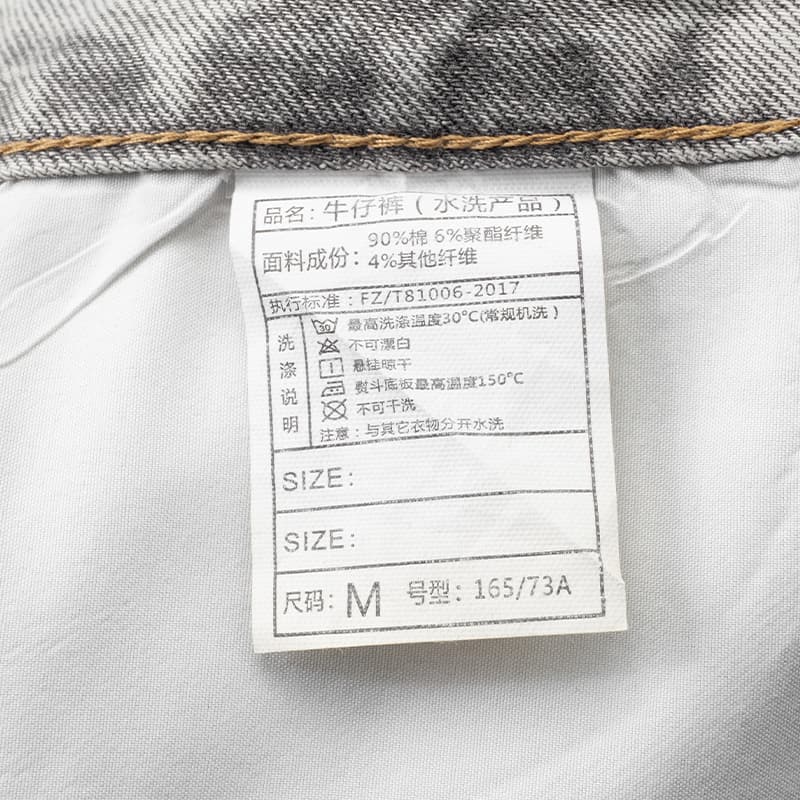 品名: 牛仔裤（水洗产品）
90%棉 6%聚酯纤维
面料成份: 4%其他纤维
执行标准: FZ/T81006-2017
洗涤说明
30 最高洗涤温度30℃(常规机洗)
不可漂白
悬挂晾干
熨斗底板最高温度150℃
不可干洗
注意: 与其它衣物分开水洗
SIZE:
SIZE:
尺码: M 号型: 165/73A